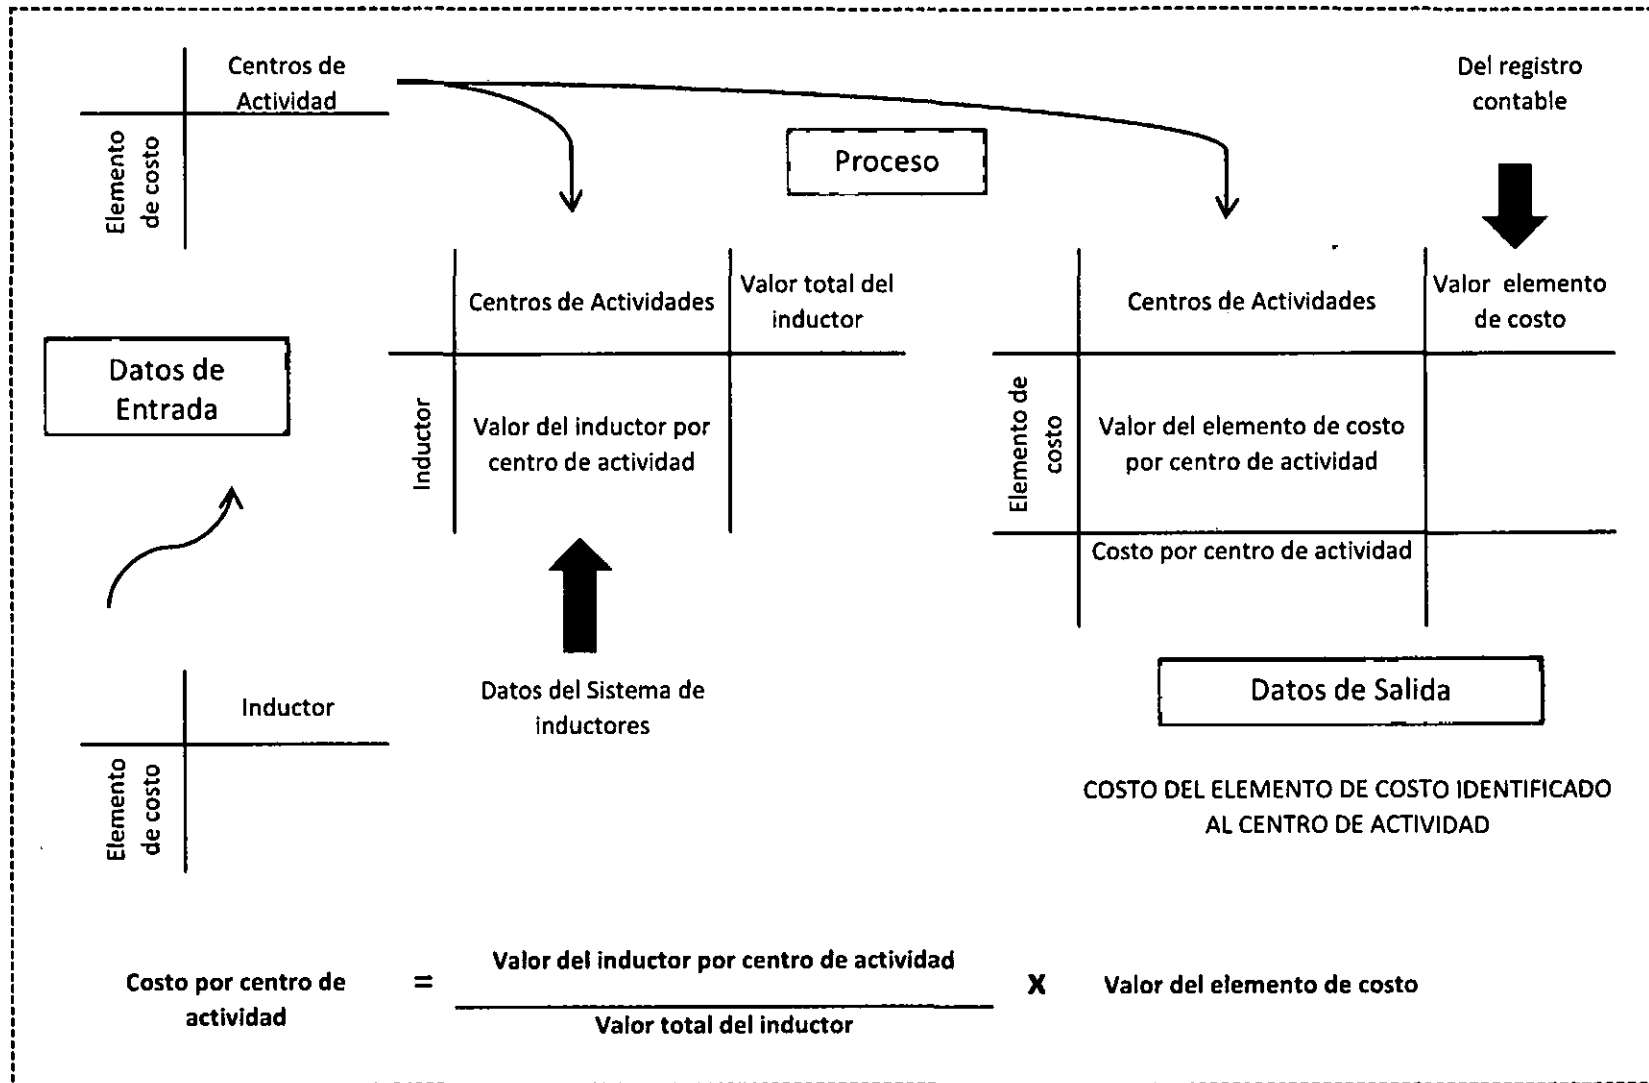 Centros de
Actividad
Elemento
de costo
Proceso
Del registro
contable
Datos de
Entrada
Centros de Actividades
Valor total del
inductor
Inductor
Valor del inductor por
centro de actividad
Datos del Sistema de
inductores
Centros de Actividades
Valor elemento
de costo
Elemento de
costo
Valor del elemento de costo
por centro de actividad
Costo por centro de actividad
Inductor
Elemento
de costo
Datos de Salida
COSTO DEL ELEMENTO DE COSTO IDENTIFICADO
AL CENTRO DE ACTIVIDAD
Costo por centro de
actividad
=
Valor del inductor por centro de actividad
Valor total del inductor
X
Valor del elemento de costo